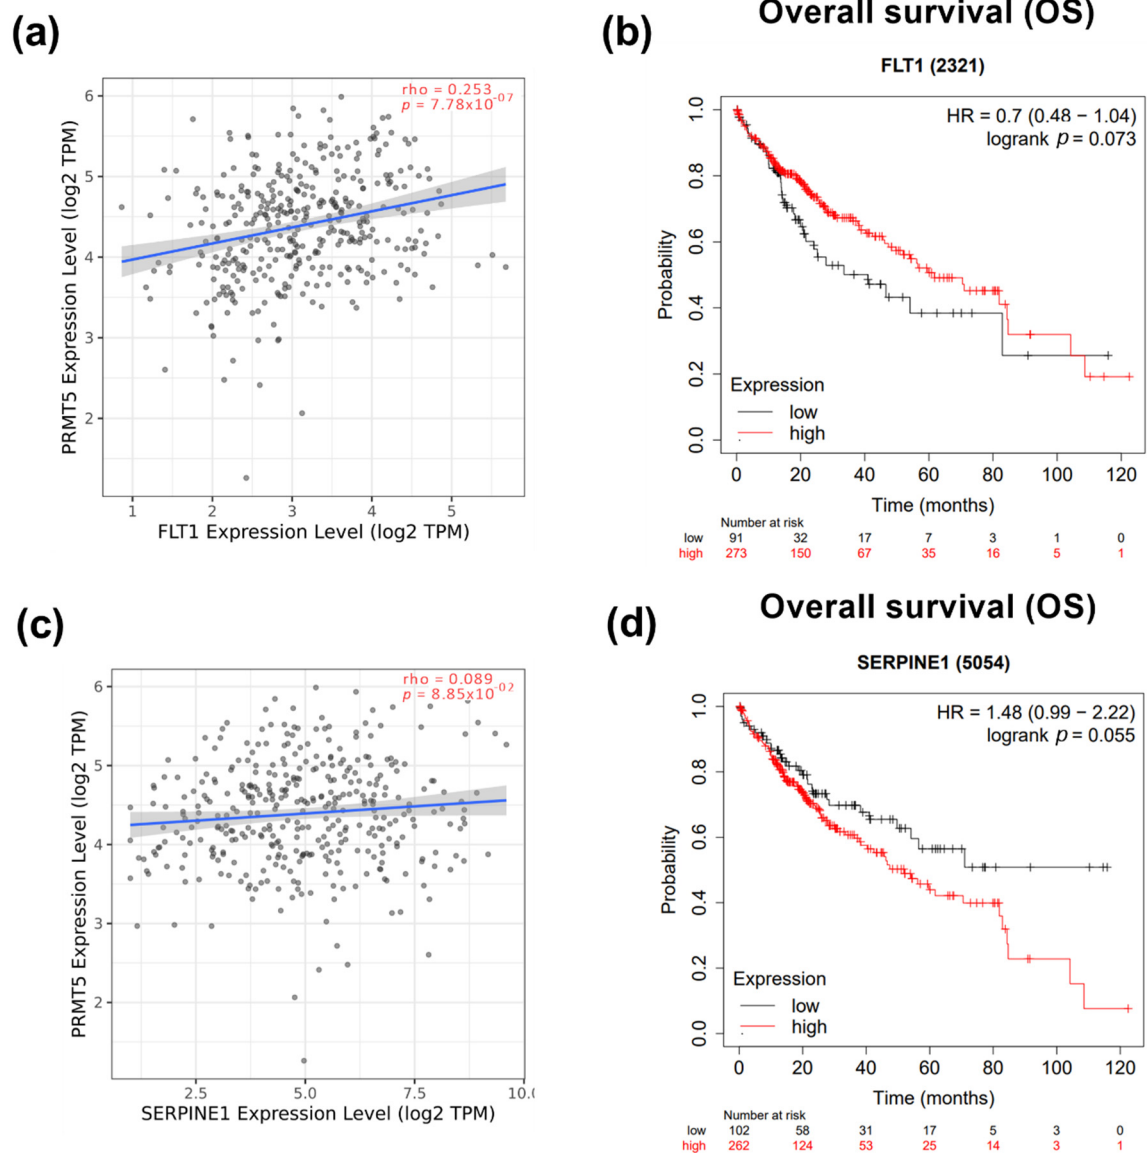 (a)
rho = 0.253
p = 7.78x10-07
PRMT5 Expression Level (log2 TPM)
6
5
4
3
2
1
2
3
4
5
FLT1 Expression Level (log2 TPM)
(b)
Overall survival (OS)
FLT1 (2321)
HR = 0.7 (0.48 − 1.04)
logrank p = 0.073
Probability
1.0
0.8
0.6
0.4
0.2
0.0
Expression
low
high
0 20 40 60 80 100 120
Time (months)
Number at risk
low 91 32 17 7 3 1 0
high 273 150 67 35 16 5 1
(c)
rho = 0.089
p = 8.85x10-02
PRMT5 Expression Level (log2 TPM)
6
5
4
3
2
2.5 5.0 7.5 10.0
SERPINE1 Expression Level (log2 TPM)
(d)
Overall survival (OS)
SERPINE1 (5054)
HR = 1.48 (0.99 − 2.22)
logrank p = 0.055
Probability
1.0
0.8
0.6
0.4
0.2
0.0
Expression
low
high
0 20 40 60 80 100 120
Time (months)
Number at risk
low 102 58 31 17 5 3 0
high 262 124 53 25 14 3 1